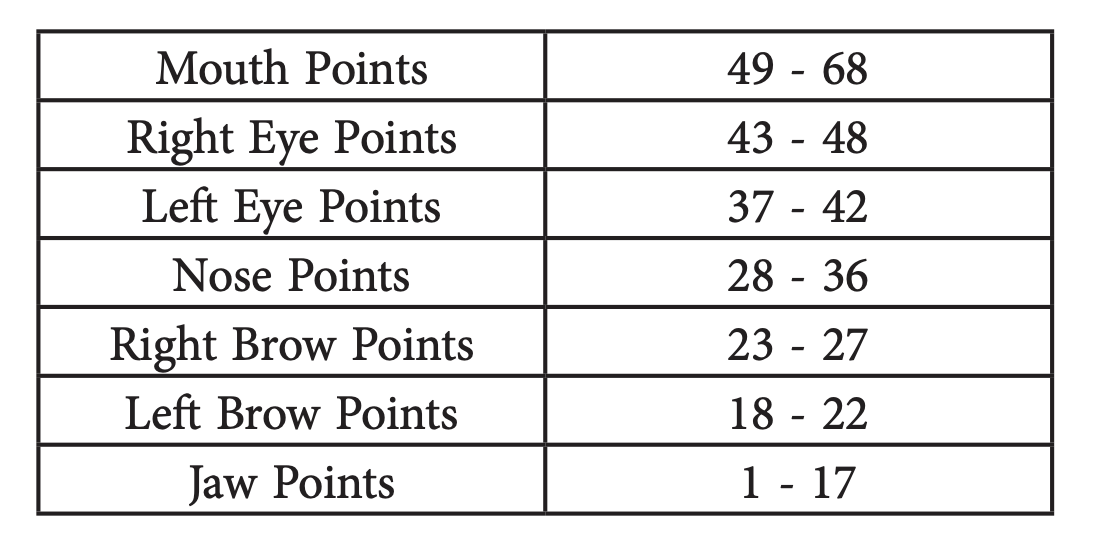 Mouth Points 49 - 68
Right Eye Points 43 - 48
Left Eye Points 37 - 42
Nose Points 28 - 36
Right Brow Points 23 - 27
Left Brow Points 18 - 22
Jaw Points 1 - 17